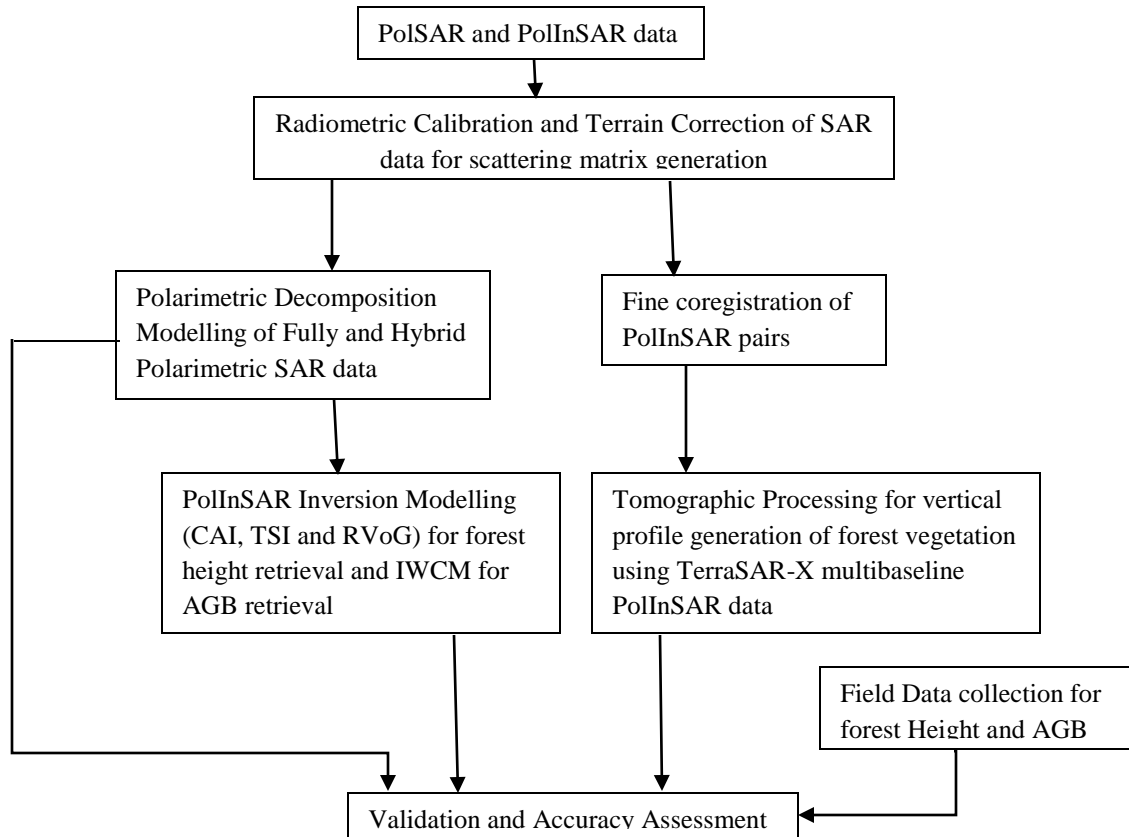 PolSAR and PolInSAR data
Radiometric Calibration and Terrain Correction of SAR
data for scattering matrix generation
Polarimetric Decomposition
Modelling of Fully and Hybrid
Polarimetric SAR data
Fine coregistration of
PolInSAR pairs
PolInSAR Inversion Modelling
(CAI, TSI and RVoG) for forest
height retrieval and IWCM for
AGB retrieval
Tomographic Processing for vertical
profile generation of forest vegetation
using TerraSAR-X multibaseline
PolInSAR data
Field Data collection for
forest Height and AGB
Validation and Accuracy Assessment